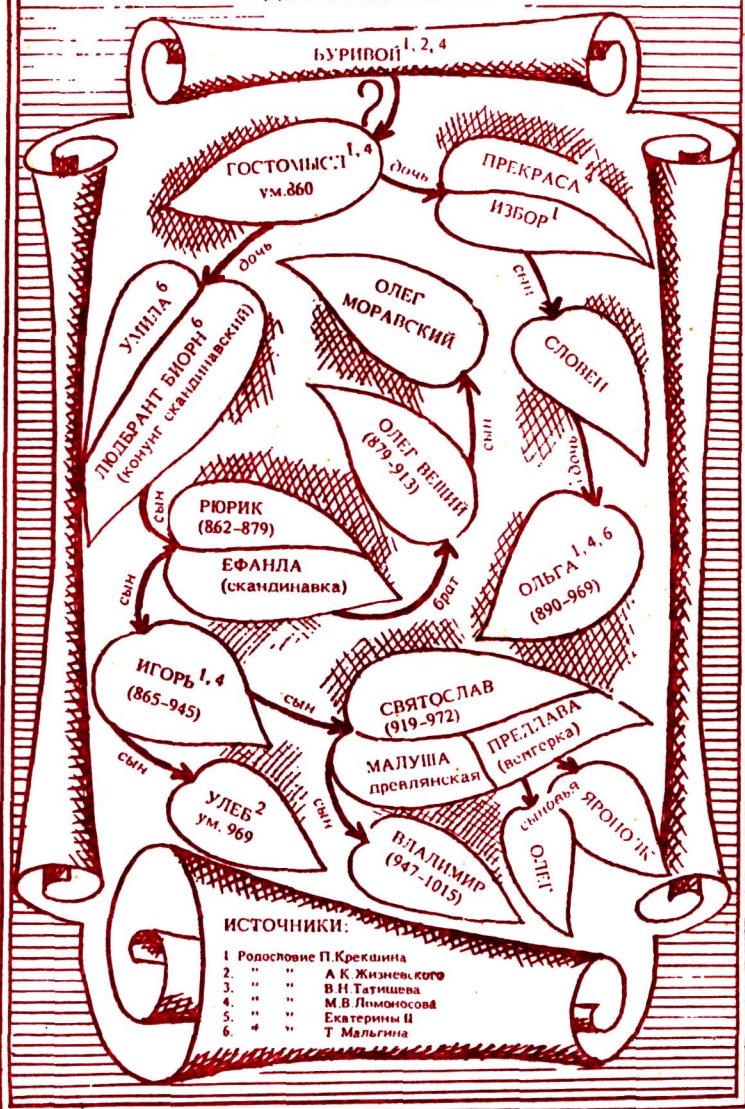 БУРИВОЙ 1, 2, 4
?
ГОСТОМЫСЛ 1, 4
ум. 860
дочь
ПРЕКРАСА 4
ИЗБОР 1
дочь
сын
УМИЛА 6
ЛЮДБРАНТ БИОРН 6
(конунг скандинавский)
ОЛЕГ
МОРАВСКИЙ
СЛОВЕН
сын
дочь
ОЛЕГ ВЕЩИЙ
(879–913)
сын
РЮРИК
(862–879)
ЕФАНДА
(скандинавка)
брат
ОЛЬГА 1, 4, 6
(890–969)
сын
ИГОРЬ 1, 4
(865–945)
сын
СВЯТОСЛАВ
(919–972)
МАЛУША
древлянская
ПРЕДЛАВА
(венгерка)
сын
УЛЕБ 2
ум. 969
сын
ВЛАДИМИР
(947–1015)
сыновья
ОЛЕГ
ЯРОПОЛК
ИСТОЧНИКИ:
1 Родословие П.Крекшина
2. " " А К.Жизневского
3. " " В.Н.Татищева
4. " " М.В.Ломоносова
5. " " Екатерины II
6. " " Т Мальгина